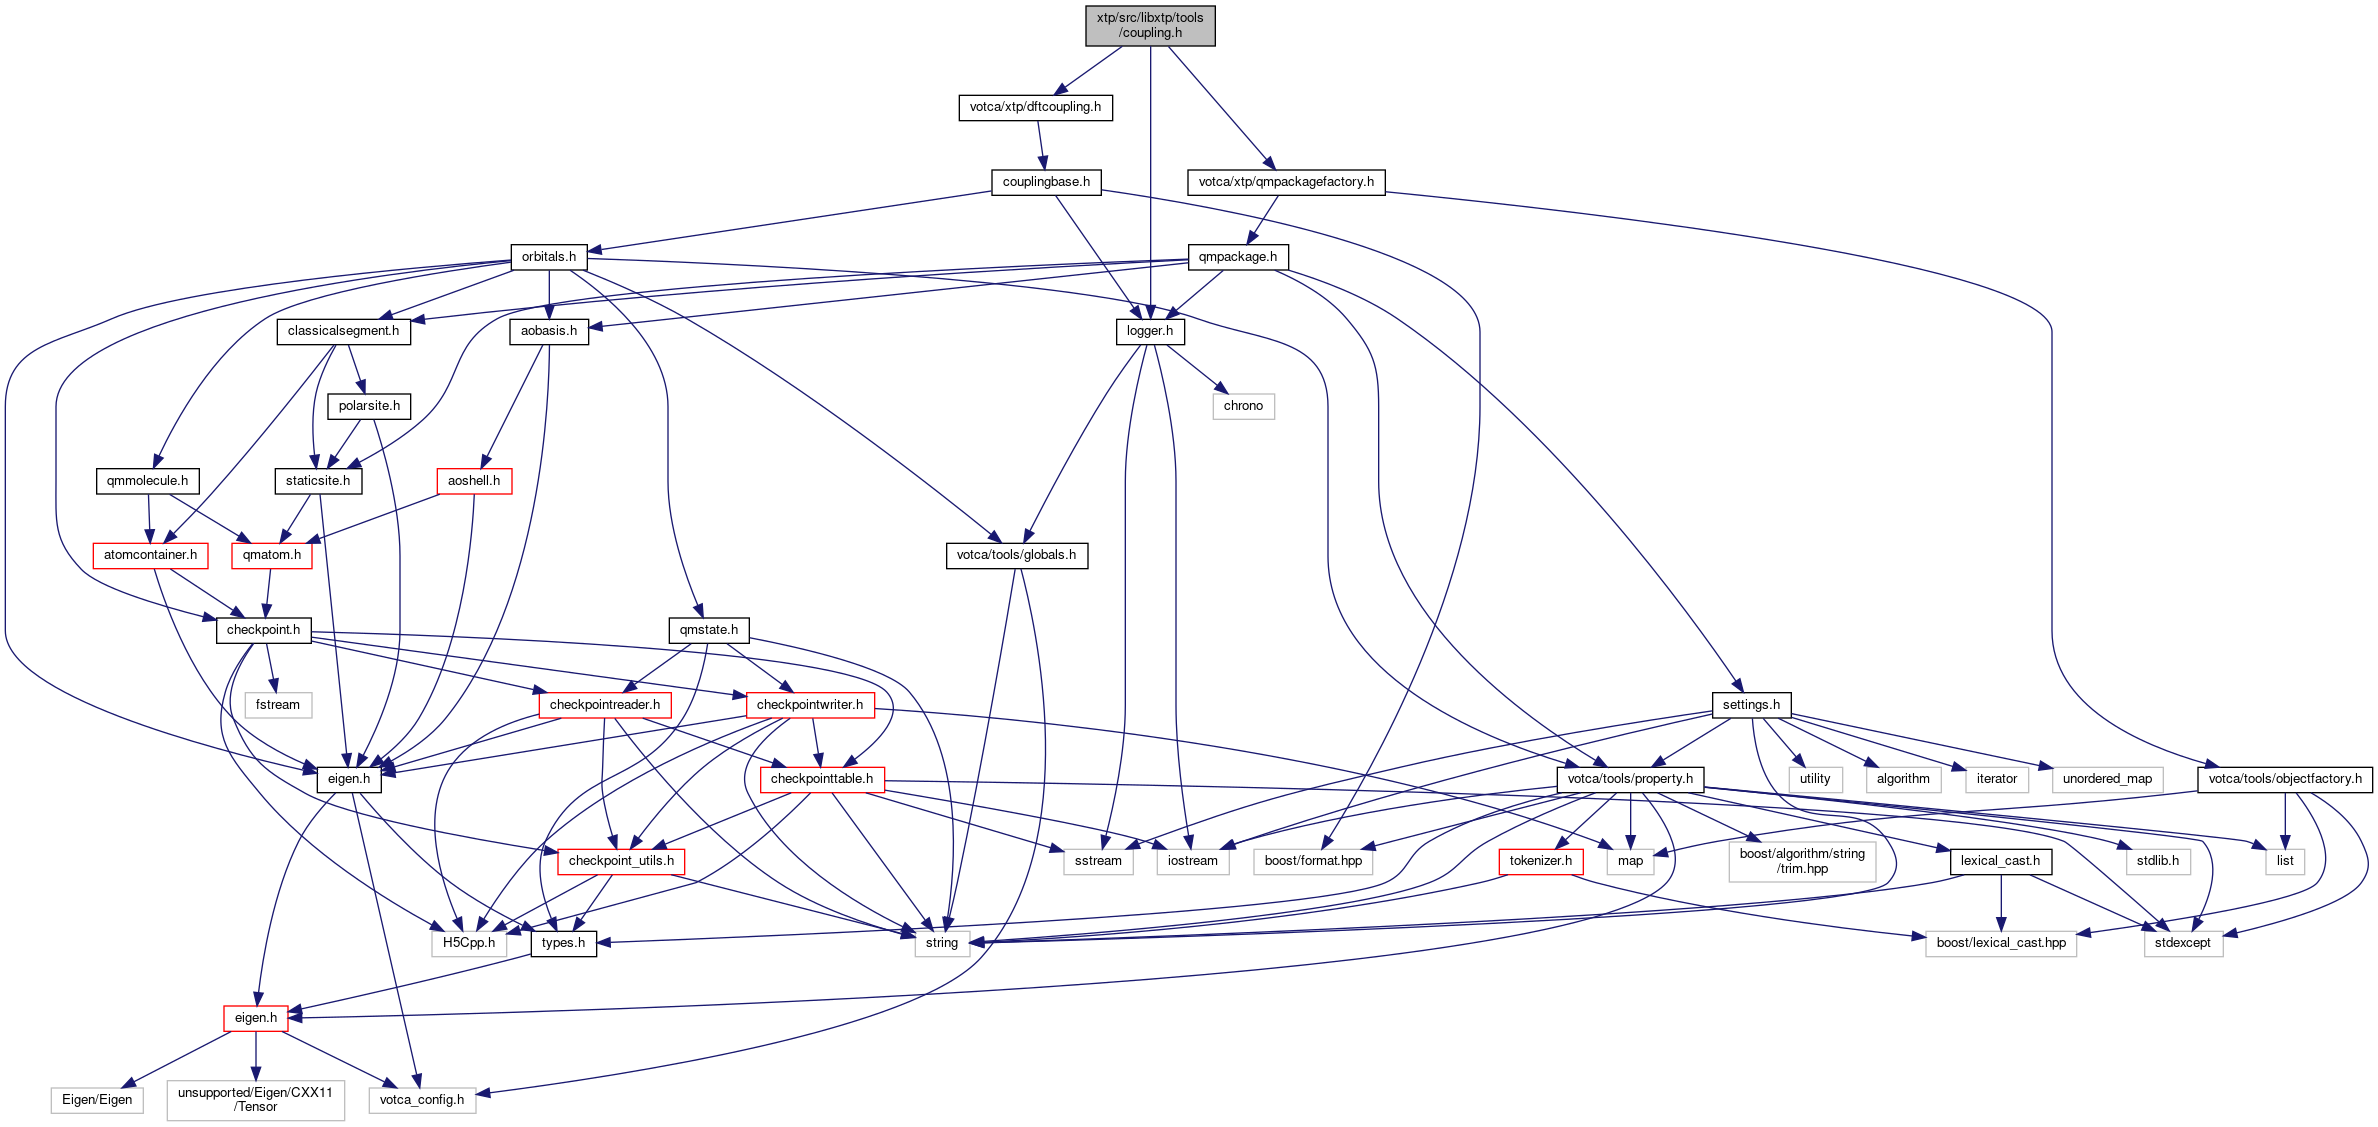 xtp/src/libxtp/tools
/coupling.h
votca/xtp/dftcoupling.h
couplingbase.h
votca/xtp/qmpackagefactory.h
orbitals.h
qmpackage.h
classicalsegment.h
aobasis.h
logger.h
polarsite.h
chrono
qmmolecule.h
staticsite.h
aoshell.h
atomcontainer.h
qmatom.h
votca/tools/globals.h
checkpoint.h
qmstate.h
fstream
checkpointreader.h
checkpointwriter.h
settings.h
eigen.h
checkpointtable.h
votca/tools/property.h
utility
algorithm
iterator
unordered_map
votca/tools/objectfactory.h
checkpoint_utils.h
sstream
iostream
boost/format.hpp
tokenizer.h
map
boost/algorithm/string
/trim.hpp
lexical_cast.h
stdlib.h
list
H5Cpp.h
types.h
string
boost/lexical_cast.hpp
stdexcept
eigen.h
Eigen/Eigen
unsupported/Eigen/CXX11
/Tensor
votca_config.h